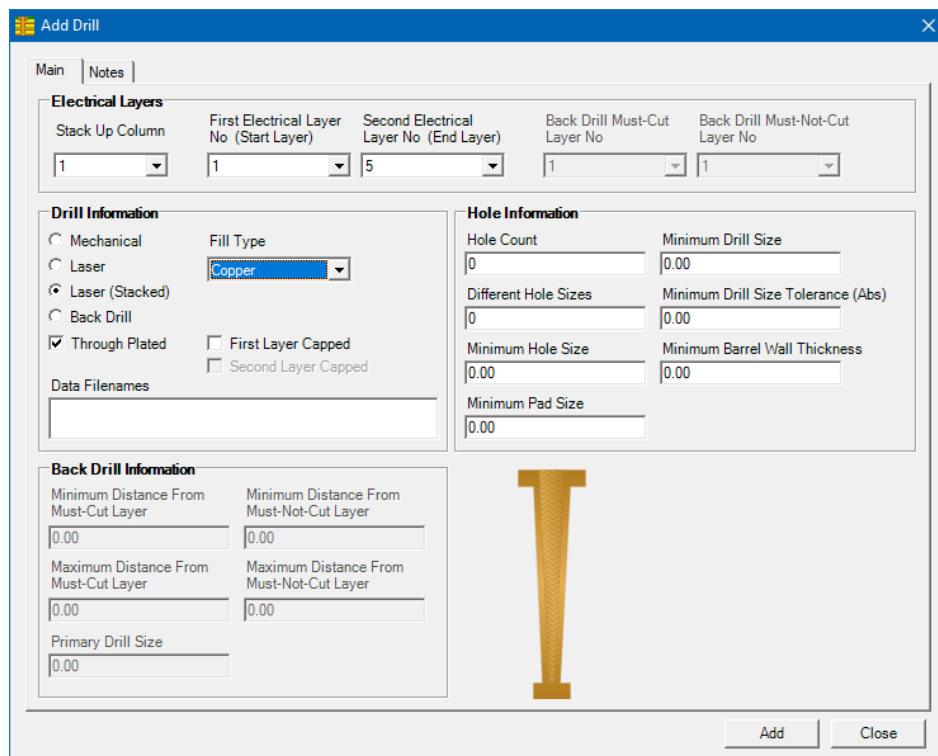 Add Drill
Main
Notes
Electrical Layers
Stack Up Column
First Electrical Layer
No (Start Layer)
Second Electrical
Layer No (End Layer)
Back Drill Must-Cut
Layer No
Back Drill Must-Not-Cut
Layer No
1
1
5
1
1
Drill Information
Mechanical
Laser
Laser (Stacked)
Back Drill
Through Plated
Fill Type
Copper
First Layer Capped
Second Layer Capped
Data Filenames
Hole Information
Hole Count
0
Minimum Drill Size
0.00
Different Hole Sizes
0
Minimum Drill Size Tolerance (Abs)
0.00
Minimum Hole Size
0.00
Minimum Barrel Wall Thickness
0.00
Minimum Pad Size
0.00
Back Drill Information
Minimum Distance From
Must-Cut Layer
0.00
Minimum Distance From
Must-Not-Cut Layer
0.00
Maximum Distance From
Must-Cut Layer
0.00
Maximum Distance From
Must-Not-Cut Layer
0.00
Primary Drill Size
0.00
Add
Close